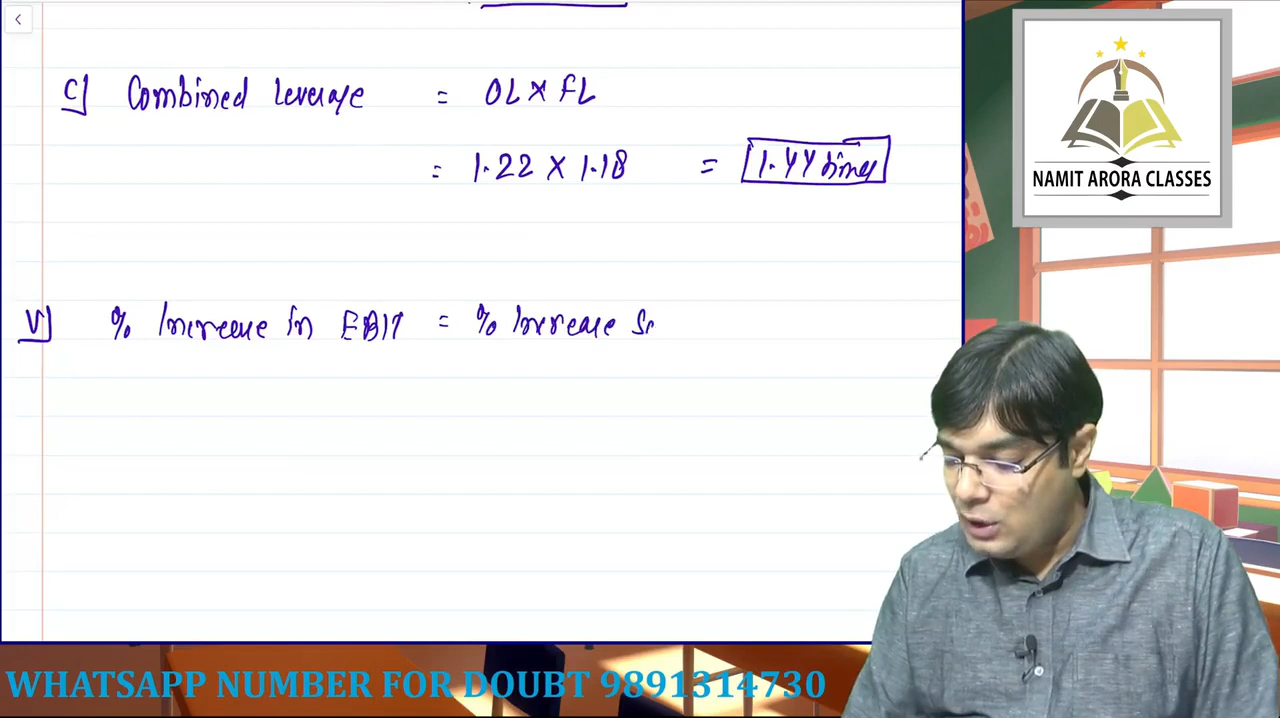 C] Combined leverage = OL × FL
= 1.22 × 1.18 = 1.44 times
V] % Increase in EBIT = % Increase
NAMIT ARORA CLASSES
WHATSAPP NUMBER FOR DOUBT 9891314730